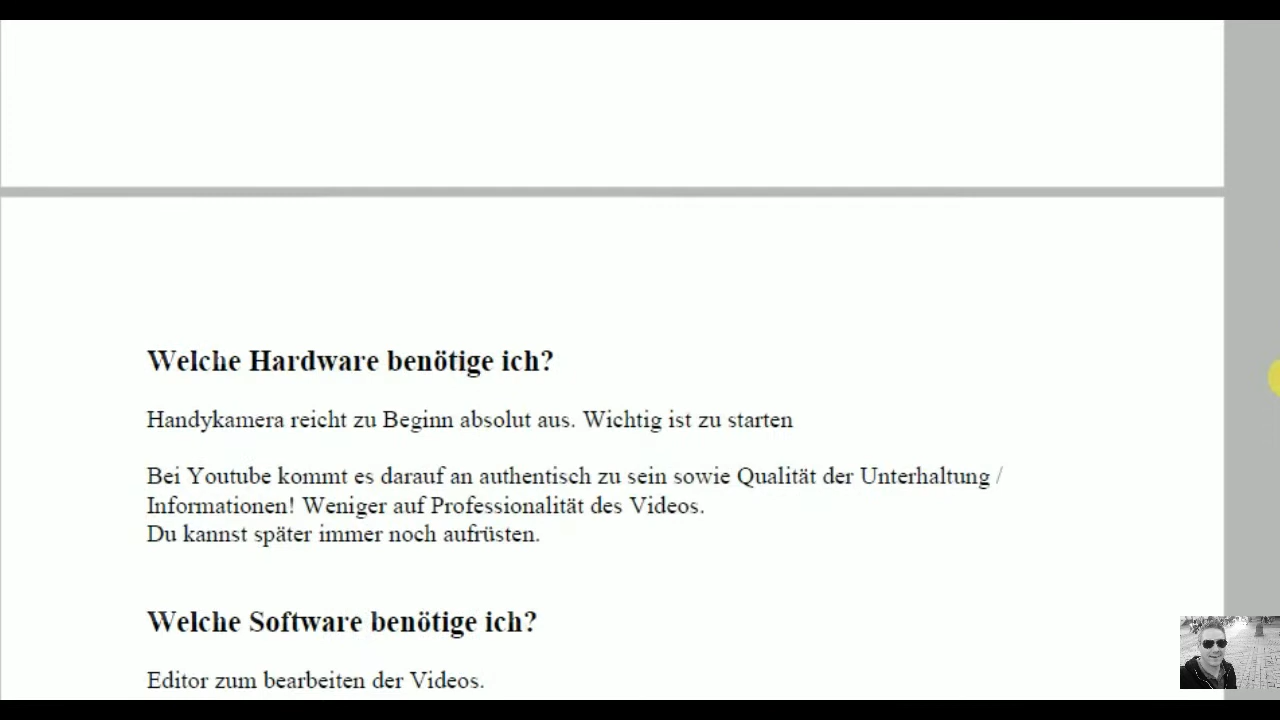 Welche Hardware benötige ich?
Handykamera reicht zu Beginn absolut aus. Wichtig ist zu starten
Bei Youtube kommt es darauf an authentisch zu sein sowie Qualität der Unterhaltung /
Informationen! Weniger auf Professionalität des Videos.
Du kannst später immer noch aufrüsten.
Welche Software benötige ich?
Editor zum bearbeiten der Videos.